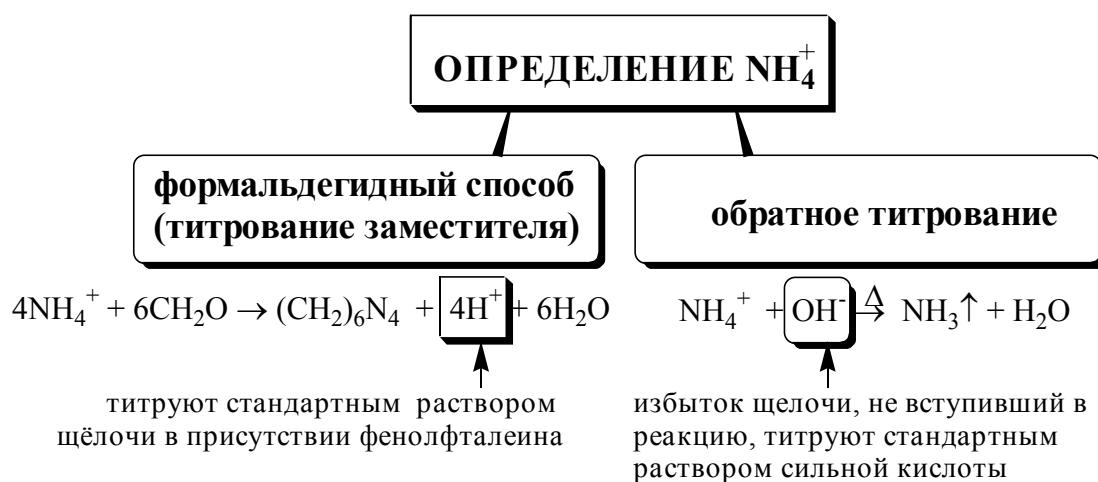 ОПРЕДЕЛЕНИЕ NH₄⁺
формальдегидный способ
(титрование заместителя)
4NH₄⁺ + 6CH₂O → (CH₂)₆N₄ + 4H⁺ + 6H₂O
титруют стандартным раствором
щёлочи в присутствии фенолфталеина
обратное титрование
NH₄⁺ + OH⁻ →Δ NH₃↑ + H₂O
избыток щелочи, не вступивший в
реакцию, титруют стандартным
раствором сильной кислоты